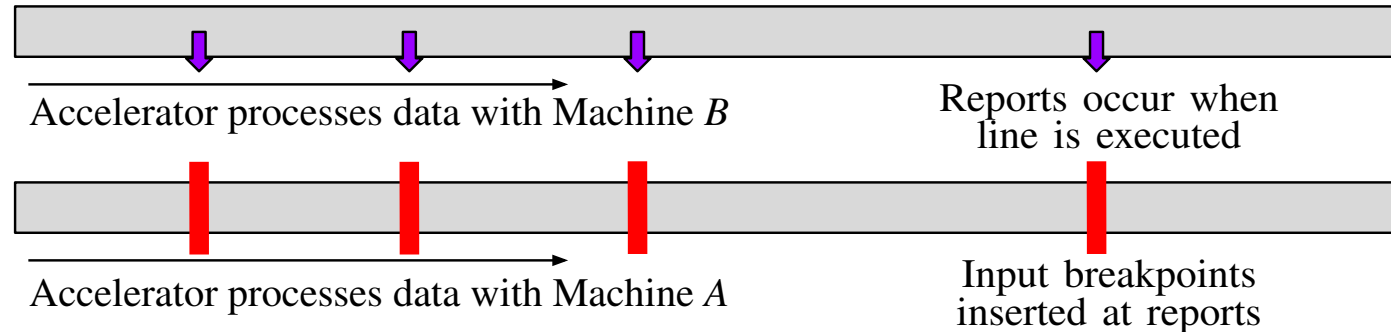 Accelerator processes data with Machine B
Reports occur when
line is executed
Accelerator processes data with Machine A
Input breakpoints
inserted at reports